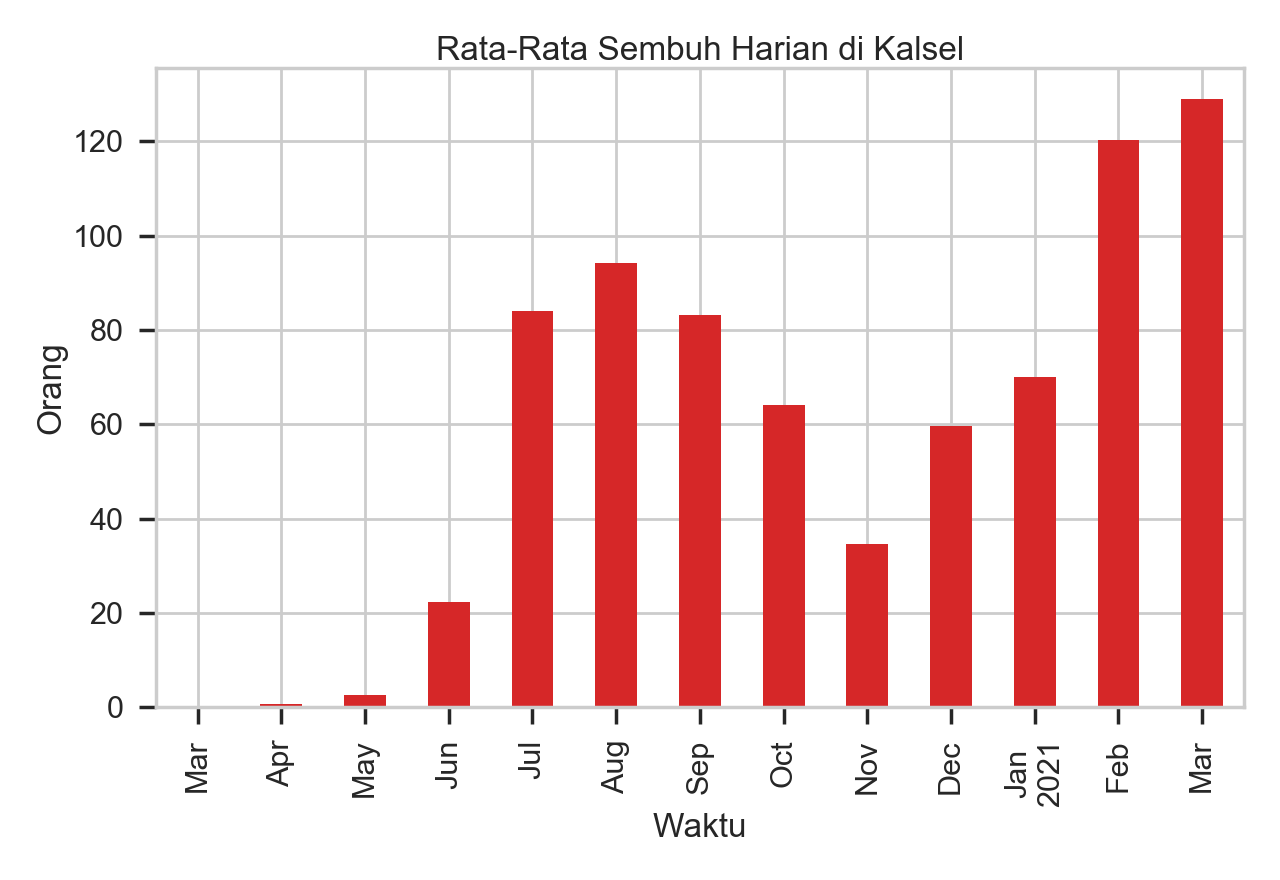 Rata-Rata Sembuh Harian di Kalsel
Orang
120
100
80
60
40
20
0
Mar
Apr
May
Jun
Jul
Aug
Sep
Oct
Nov
Dec
Jan
2021
Feb
Mar
Waktu